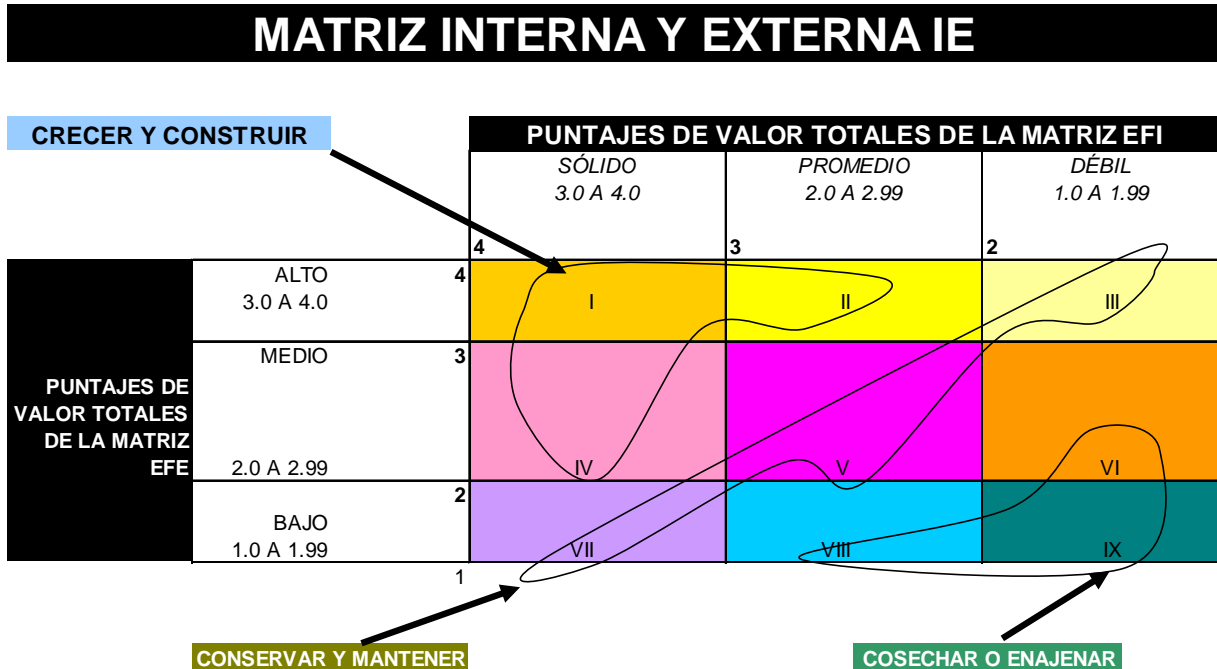 MATRIZ INTERNA Y EXTERNA IE
CRECER Y CONSTRUIR
PUNTAJES DE VALOR TOTALES DE LA MATRIZ EFI
SÓLIDO
3.0 A 4.0
PROMEDIO
2.0 A 2.99
DÉBIL
1.0 A 1.99
4
3
2
PUNTAJES DE
VALOR TOTALES
DE LA MATRIZ
EFE
ALTO
3.0 A 4.0
4
I
II
III
MEDIO
3
2.0 A 2.99
IV
V
VI
2
BAJO
1.0 A 1.99
VII
VIII
IX
1
CONSERVAR Y MANTENER
COSECHAR O ENAJENAR